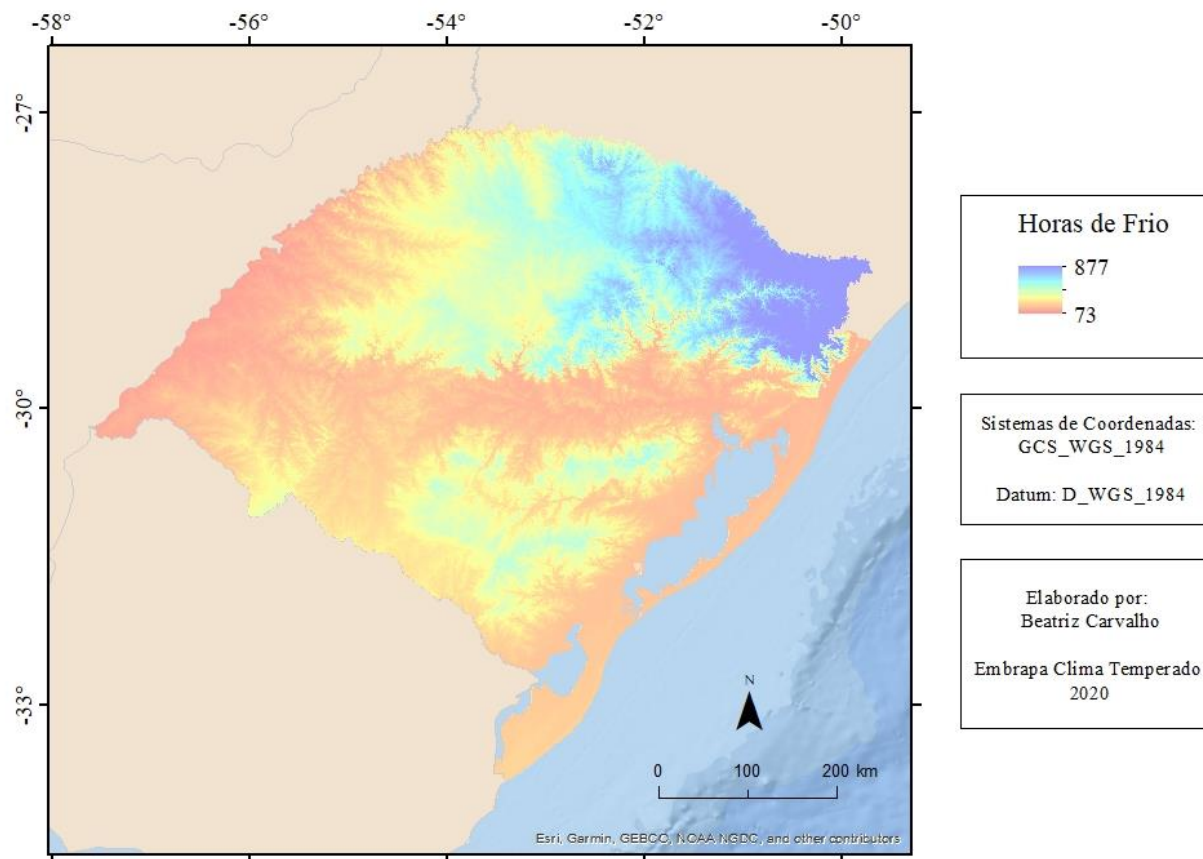 -58°
-56°
-54°
-52°
-50°
-27°
-30°
-33°
N
0 100 200 km
Esri, Garmin, GEBCO, NOAA NGDC, and other contributors
Horas de Frio
877
73
Sistemas de Coordenadas:
GCS_WGS_1984
Datum: D_WGS_1984
Elaborado por:
Beatriz Carvalho
Embrapa Clima Temperado
2020